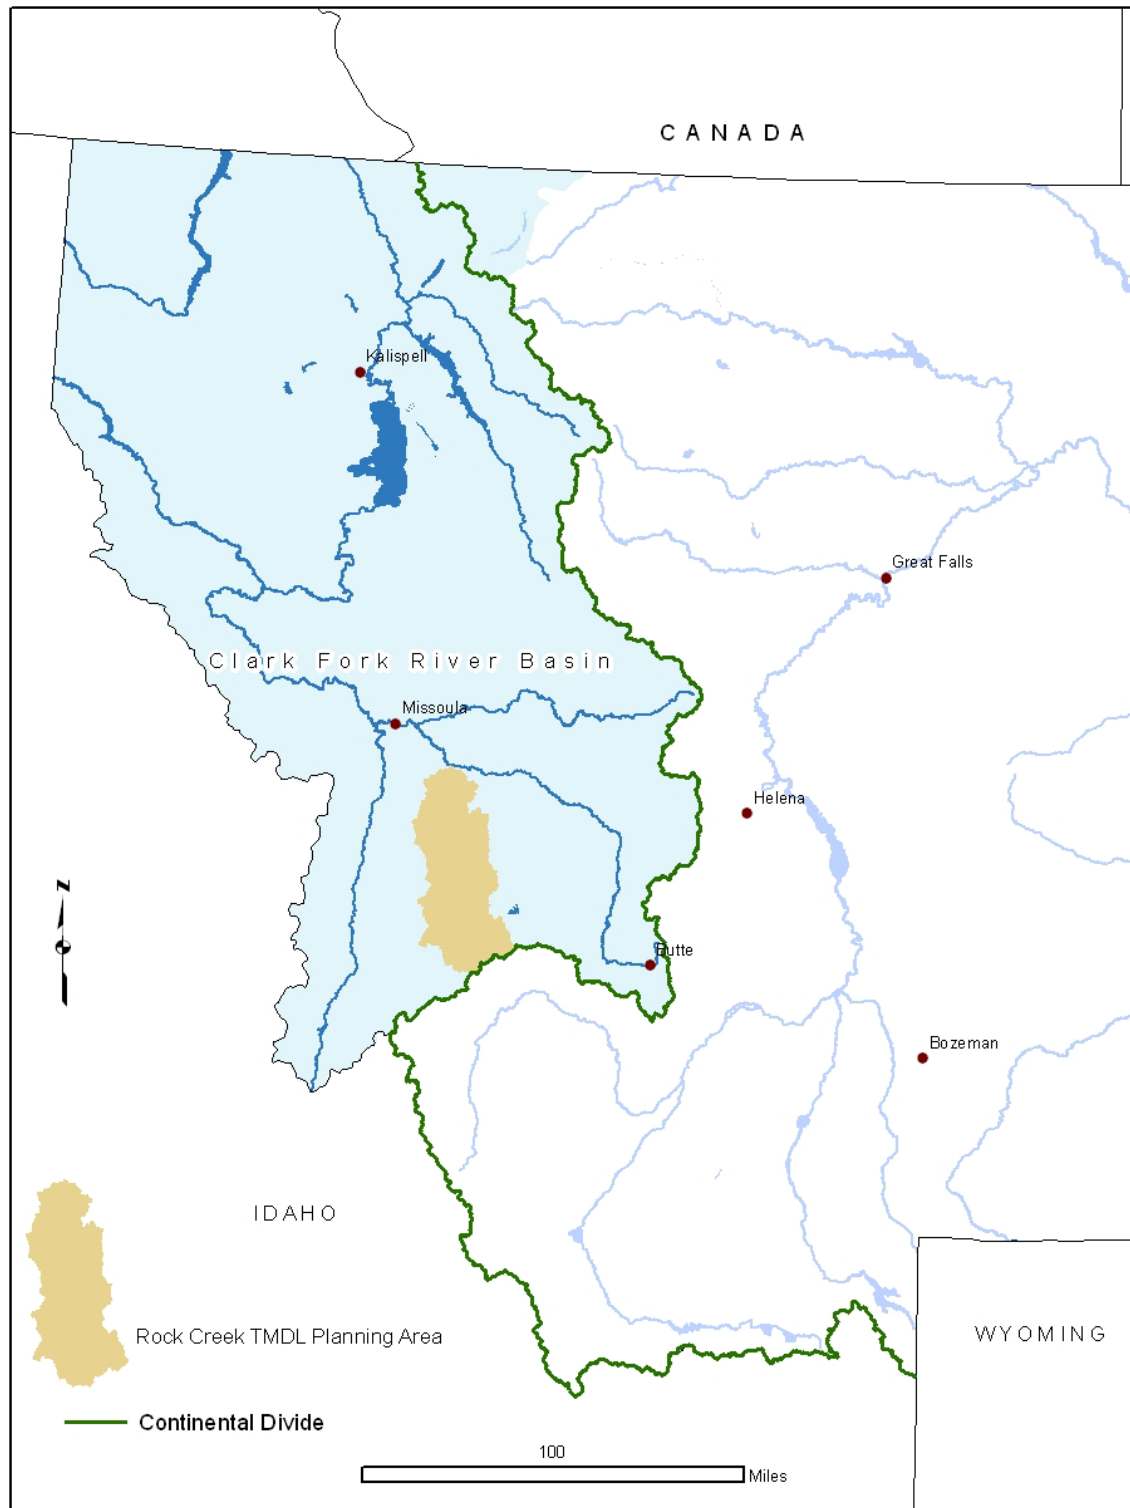 CANADA
Kalispell
Great Falls
Clark Fork River Basin
Missoula
Helena
Z
Butte
Bozeman
IDAHO
WYOMING
Rock Creek TMDL Planning Area
Continental Divide
100
Miles